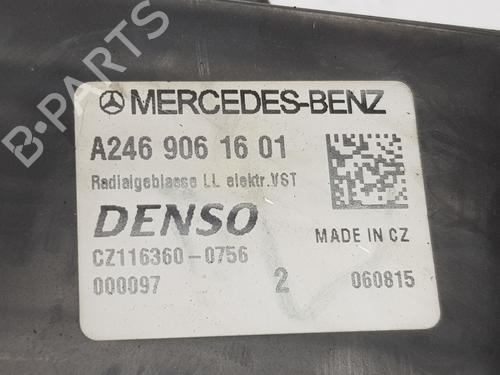 MERCEDES-BENZ
A246 906 16 01
Radialgeblaese LL elektr.VST
DENSO
MADE IN CZ
CZ116360-0756
000097 2 060815